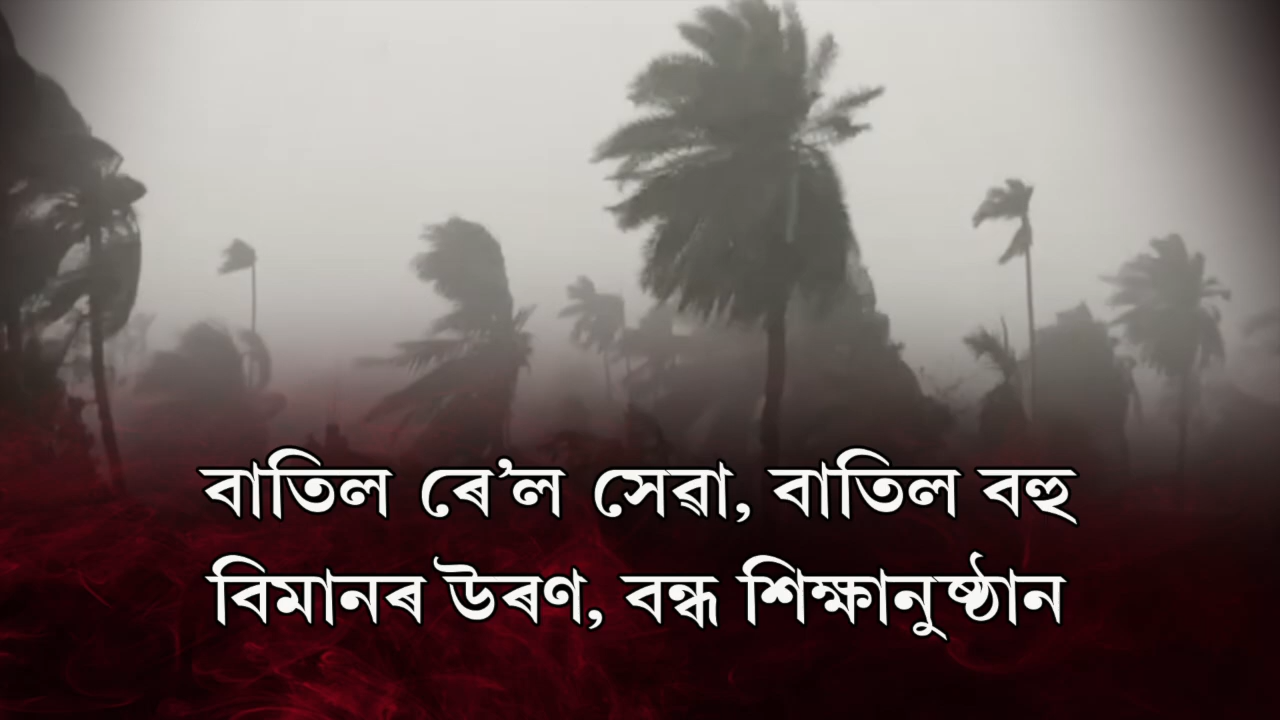 বাতিল ৰে’ল সেৱা, বাতিল বহু
বিমানৰ উৰণ, বন্ধ শিক্ষানুষ্ঠান